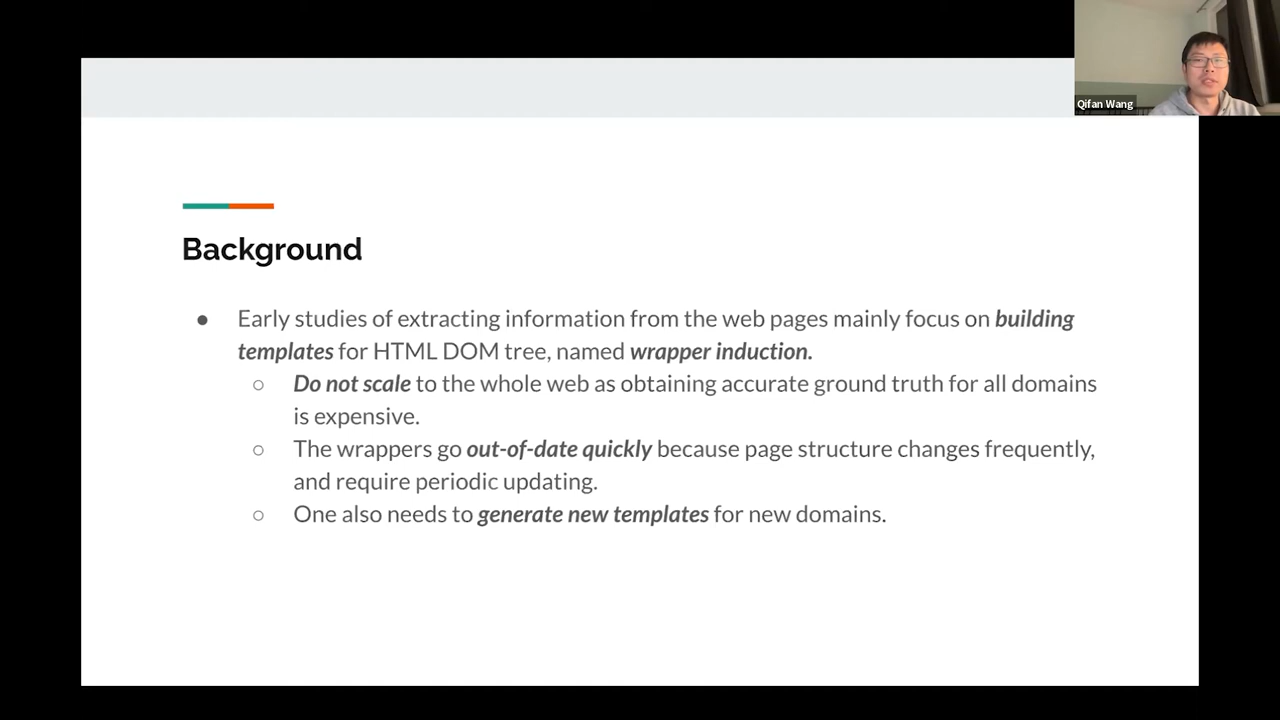 Qifan Wang
Background
● Early studies of extracting information from the web pages mainly focus on building
templates for HTML DOM tree, named wrapper induction.
○ Do not scale to the whole web as obtaining accurate ground truth for all domains
is expensive.
○ The wrappers go out-of-date quickly because page structure changes frequently,
and require periodic updating.
○ One also needs to generate new templates for new domains.